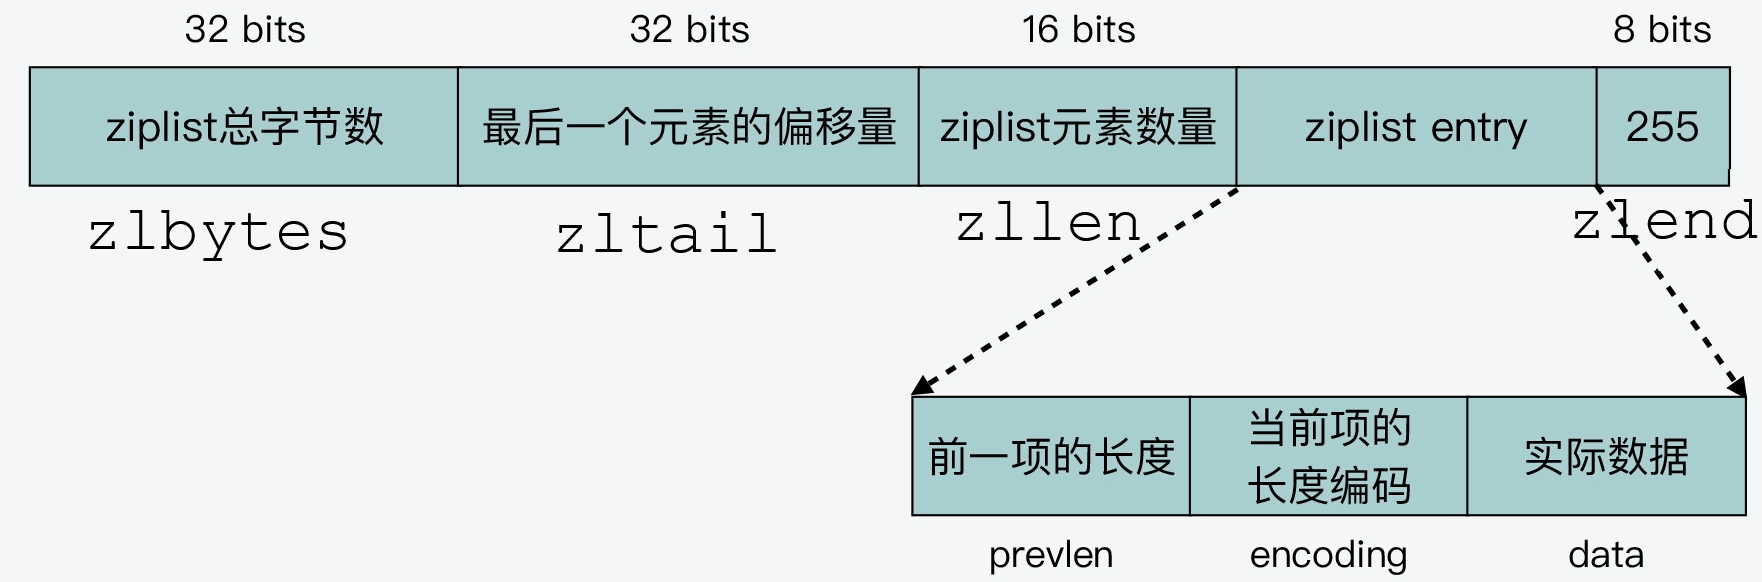 32 bits
32 bits
16 bits
8 bits
ziplist总字节数
最后一个元素的偏移量
ziplist元素数量
ziplist entry
255
zlbytes
zltail
zllen
zlend
前一项的长度
当前项的
长度编码
实际数据
prevlen
encoding
data